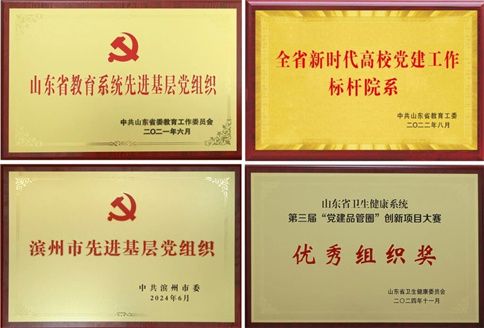 山东省教育系统先进基层党组织
中共山东省委教育工作委员会
二〇二一年六月
全省新时代高校党建工作
标杆院系
中共山东省委教育工委
二〇二二年八月
滨州市先进基层党组织
中共滨州市委
2024年6月
山东省卫生健康系统
第三届“党建品管圈”创新项目大赛
优秀组织奖
山东省卫生健康委员会
二〇二四年十一月